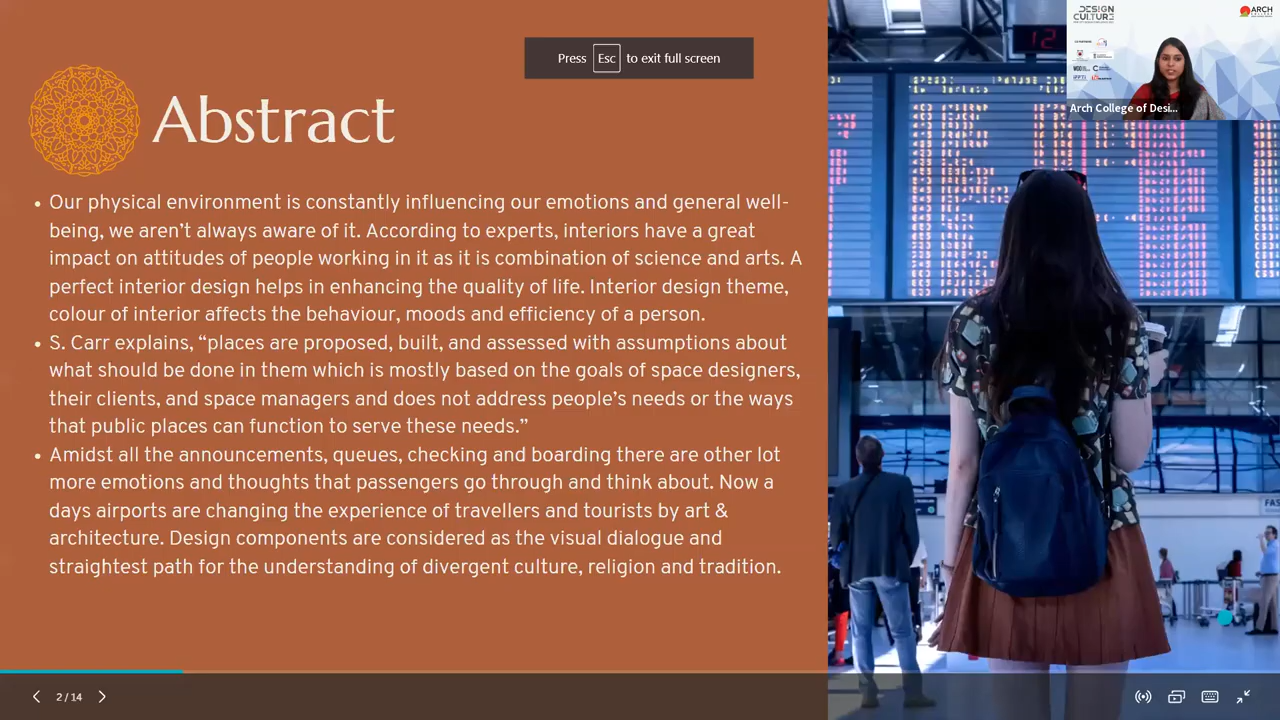 Press Esc to exit full screen
DESIGN
CULTURE
ARCH
Arch College of Desi...
Abstract
• Our physical environment is constantly influencing our emotions and general well-
being, we aren’t always aware of it. According to experts, interiors have a great
impact on attitudes of people working in it as it is combination of science and arts. A
perfect interior design helps in enhancing the quality of life. Interior design theme,
colour of interior affects the behaviour, moods and efficiency of a person.
• S. Carr explains, “places are proposed, built, and assessed with assumptions about
what should be done in them which is mostly based on the goals of space designers,
their clients, and space managers and does not address people’s needs or the ways
that public places can function to serve these needs.”
• Amidst all the announcements, queues, checking and boarding there are other lot
more emotions and thoughts that passengers go through and think about. Now a
days airports are changing the experience of travellers and tourists by art &
architecture. Design components are considered as the visual dialogue and
straightest path for the understanding of divergent culture, religion and tradition.
12
FAS
2 / 14